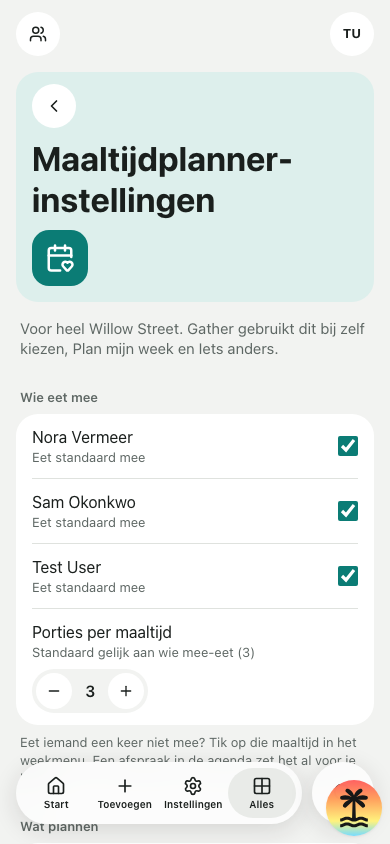 TU
Maaltijdplanner-
instellingen
Voor heel Willow Street. Gather gebruikt dit bij zelf
kiezen, Plan mijn week en Iets anders.
Wie eet mee
Nora Vermeer
Eet standaard mee
Sam Okonkwo
Eet standaard mee
Test User
Eet standaard mee
Porties per maaltijd
Standaard gelijk aan wie mee-eet (3)
3
Eet iemand een keer niet mee? Tik op die maaltijd in het
weekmenu. Een afspraak in de agenda zet het al voor je
Start
Toevoegen
Instellingen
Alles
Wat plannen